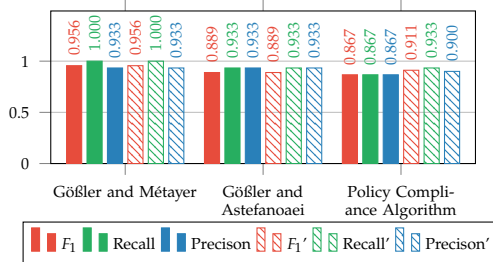 0.956 1.000 0.933 0.956 1.000 0.933 0.889 0.933 0.933 0.889 0.933 0.933 0.867 0.867 0.867 0.911 0.933 0.900
1
0.5
0
Gößler and Métayer
Gößler and
Astefanoaei
Policy Compli-
ance Algorithm
F1 Recall Precison F1' Recall' Precison'